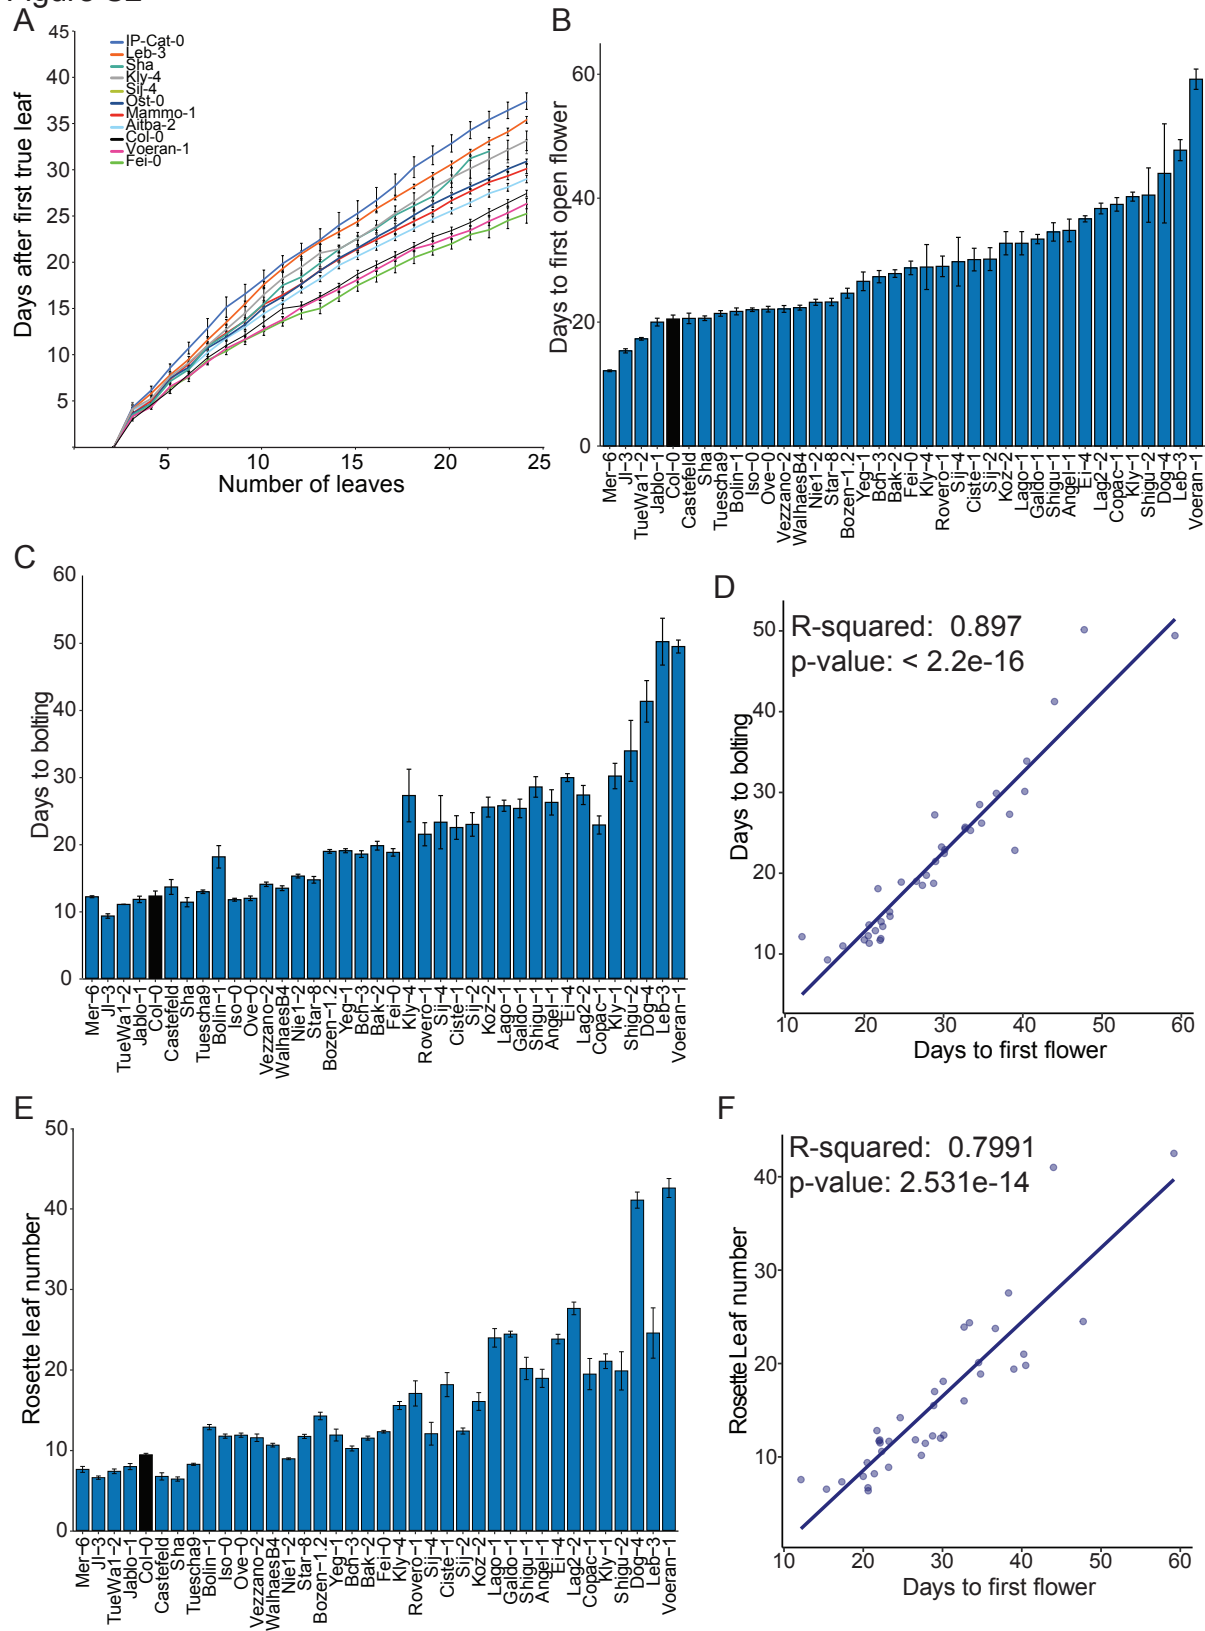 A
45
40
35
30
25
20
15
10
5
Days after first true leaf
IP-Cat-0
Leb-3
Sha
Kly-4
Sij-4
Ost-0
Mammo-1
Aitba-2
Col-0
Voeran-1
Fei-0
5 10 15 20 25
Number of leaves
B
60
40
20
0
Days to first open flower
Mer−6
Jl−3
TueWa1−2
Jablo−1
Col−0
Castefeld
Sha
Tuescha9
Bolin−1
Iso−0
Ove−0
Vezzano−2
WalhaesB4
Nie1−2
Star−8
Bozen−1.2
Yeg−1
Bch−3
Bak−2
Fei−0
Kly−4
Rovero−1
Sij−4
Ciste−1
Sij−2
Koz−2
Lago−1
Galdo−1
Shigu−1
Angel−1
Ei−4
Lag2−2
Copac−1
Kly−1
Shigu−2
Dog−4
Leb−3
Voeran−1
C
60
50
40
30
20
10
0
Days to bolting
Mer−6
Jl−3
TueWa1−2
Jablo−1
Col−0
Castefeld
Sha
Tuescha9
Bolin−1
Iso−0
Ove−0
Vezzano−2
WalhaesB4
Nie1−2
Star−8
Bozen−1.2
Yeg−1
Bch−3
Bak−2
Fei−0
Kly−4
Rovero−1
Sij−4
Ciste−1
Sij−2
Koz−2
Lago−1
Galdo−1
Shigu−1
Angel−1
Ei−4
Lag2−2
Copac−1
Kly−1
Shigu−2
Dog−4
Leb−3
Voeran−1
D
R-squared: 0.897
p-value: < 2.2e-16
50
40
30
20
10
Days to bolting
10 20 30 40 50 60
Days to first flower
E
50
40
30
20
10
0
Rosette leaf number
Mer−6
Jl−3
TueWa1−2
Jablo−1
Col−0
Castefeld
Sha
Tuescha9
Bolin−1
Iso−0
Ove−0
Vezzano−2
WalhaesB4
Nie1−2
Star−8
Bozen−1.2
Yeg−1
Bch−3
Bak−2
Fei−0
Kly−4
Rovero−1
Sij−4
Ciste−1
Sij−2
Koz−2
Lago−1
Galdo−1
Shigu−1
Angel−1
Ei−4
Lag2−2
Copac−1
Kly−1
Shigu−2
Dog−4
Leb−3
Voeran−1
F
R-squared: 0.7991
p-value: 2.531e-14
40
30
20
10
Rosette Leaf number
10 20 30 40 50 60
Days to first flower